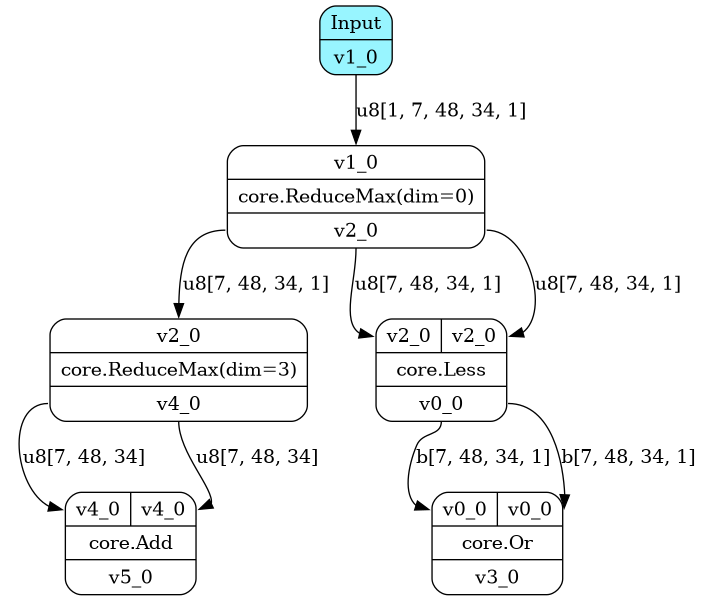 Input
v1_0
u8[1, 7, 48, 34, 1]
v1_0
core.ReduceMax(dim=0)
v2_0
u8[7, 48, 34, 1]
u8[7, 48, 34, 1]
u8[7, 48, 34, 1]
v2_0
core.ReduceMax(dim=3)
v4_0
v2_0 v2_0
core.Less
v0_0
u8[7, 48, 34]
u8[7, 48, 34]
b[7, 48, 34, 1]
b[7, 48, 34, 1]
v4_0 v4_0
core.Add
v5_0
v0_0 v0_0
core.Or
v3_0